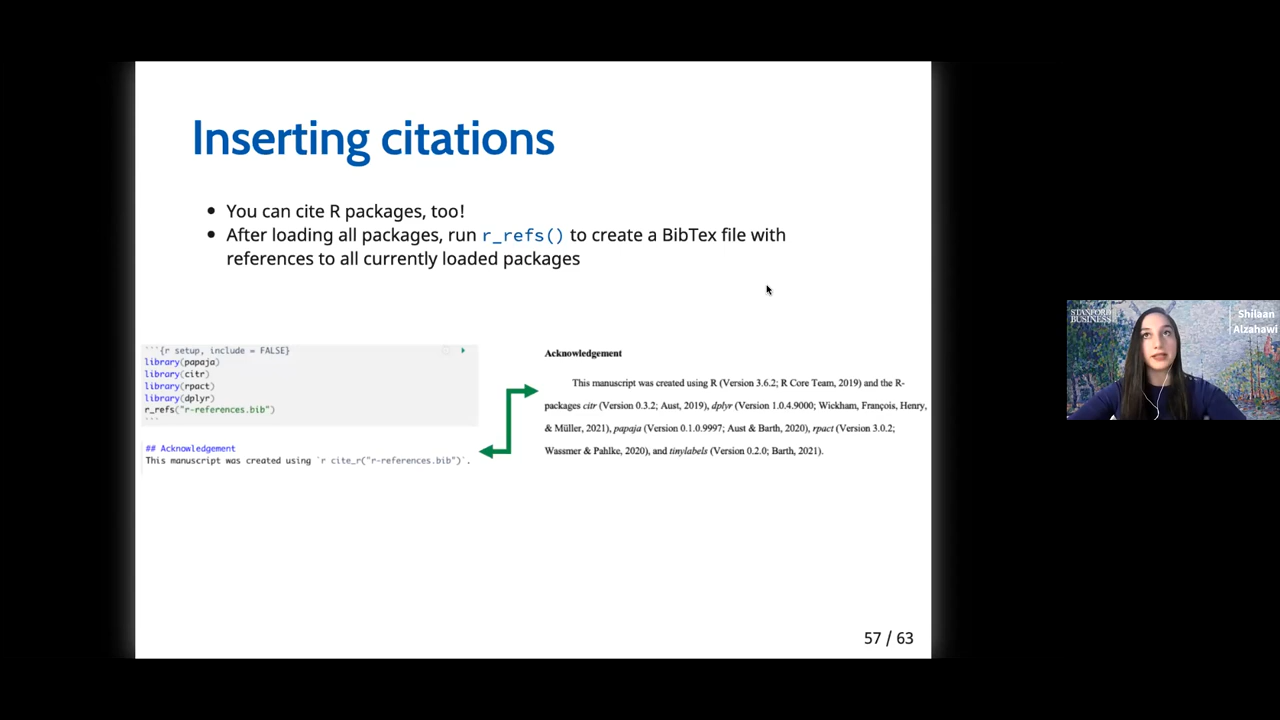 Inserting citations
You can cite R packages, too!
After loading all packages, run r_refs() to create a BibTex file with
references to all currently loaded packages
```{r setup, include = FALSE}
library(papaja)
library(citr)
library(rpact)
library(dplyr)
r_refs("r-references.bib")
```
## Acknowledgement
This manuscript was created using `r cite_r("r-references.bib")`.
Acknowledgement
This manuscript was created using R (Version 3.6.2; R Core Team, 2019) and the R-
packages citr (Version 0.3.2; Aust, 2019), dplyr (Version 1.0.4.9000; Wickham, François, Henry,
& Müller, 2021), papaja (Version 0.1.0.9997; Aust & Barth, 2020), rpact (Version 3.0.2;
Wassmer & Pahlke, 2020), and tinylabels (Version 0.2.0; Barth, 2021).
57 / 63
STANFORD
BUSINESS
Shilaan
Alzahawi